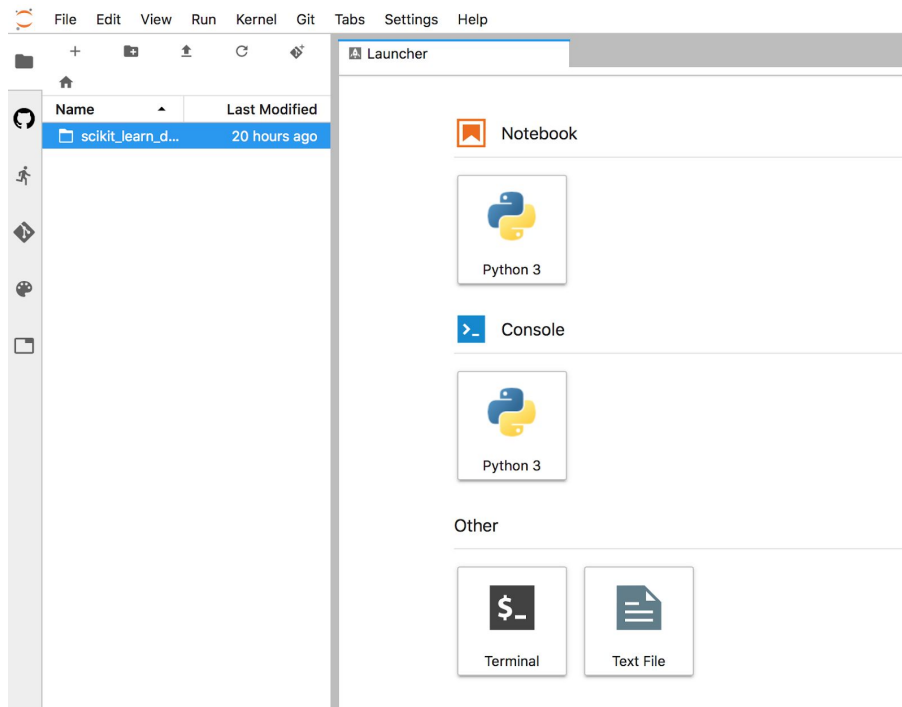 File Edit View Run Kernel Git Tabs Settings Help
Launcher
Name Last Modified
scikit_learn_d... 20 hours ago
Notebook
Python 3
Console
Python 3
Other
$_
Terminal Text File